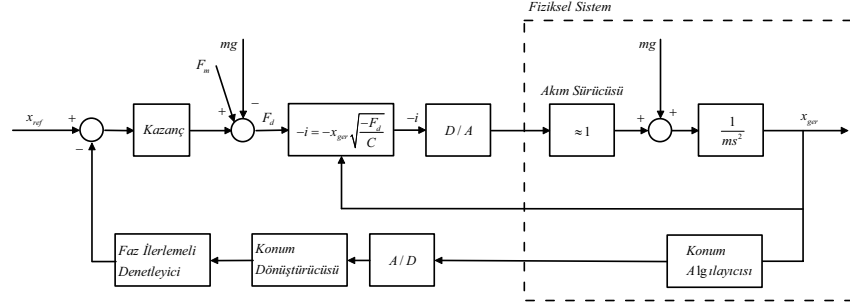 Fiziksel Sistem
mg
F_m
mg
Akım Sürücüsü
x_ref
+
−
Kazanç
+
−
F_d
−i = −x_ger √(−F_d / C)
−i
D / A
≈1
+
+
1 / ms²
x_ger
Faz İlerlemeli
Denetleyici
Konum
Dönüştürücüsü
A / D
Konum
Algılayıcısı